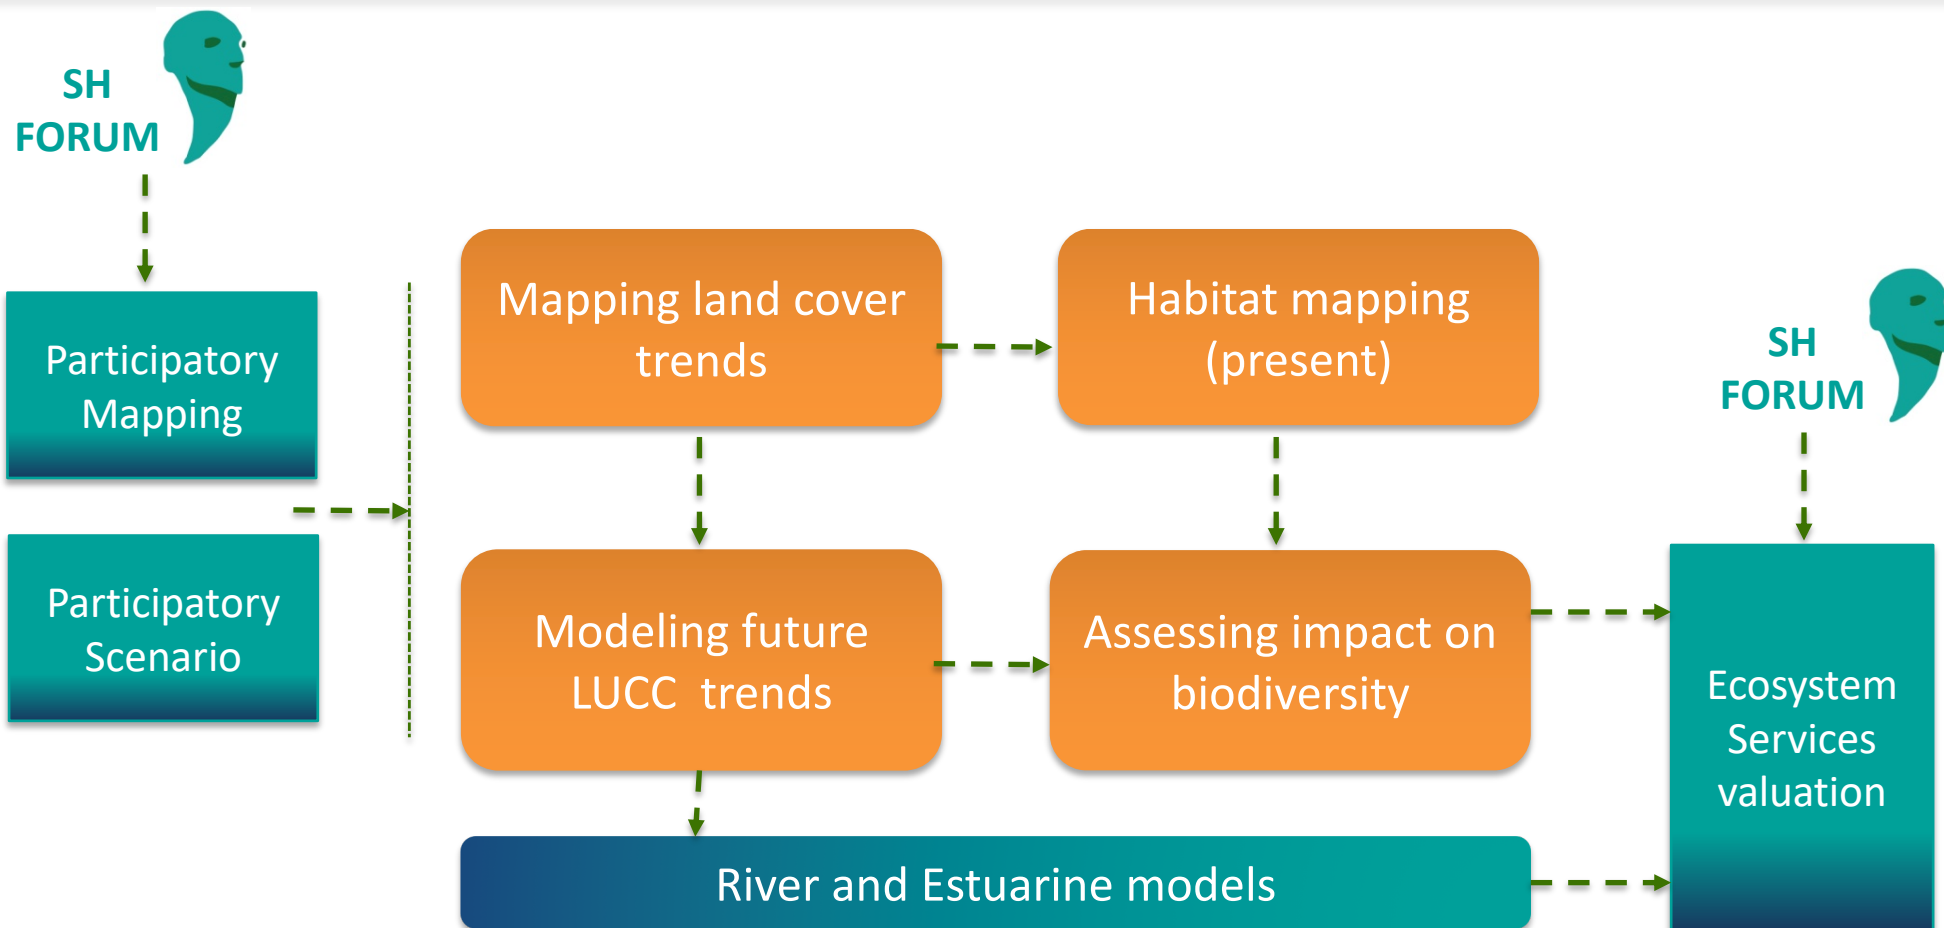 SH
FORUM
Participatory
Mapping
Participatory
Scenario
Mapping land cover
trends
Habitat mapping
(present)
Modeling future
LUCC  trends
Assessing impact on
biodiversity
River and Estuarine models
SH
FORUM
Ecosystem
Services
valuation